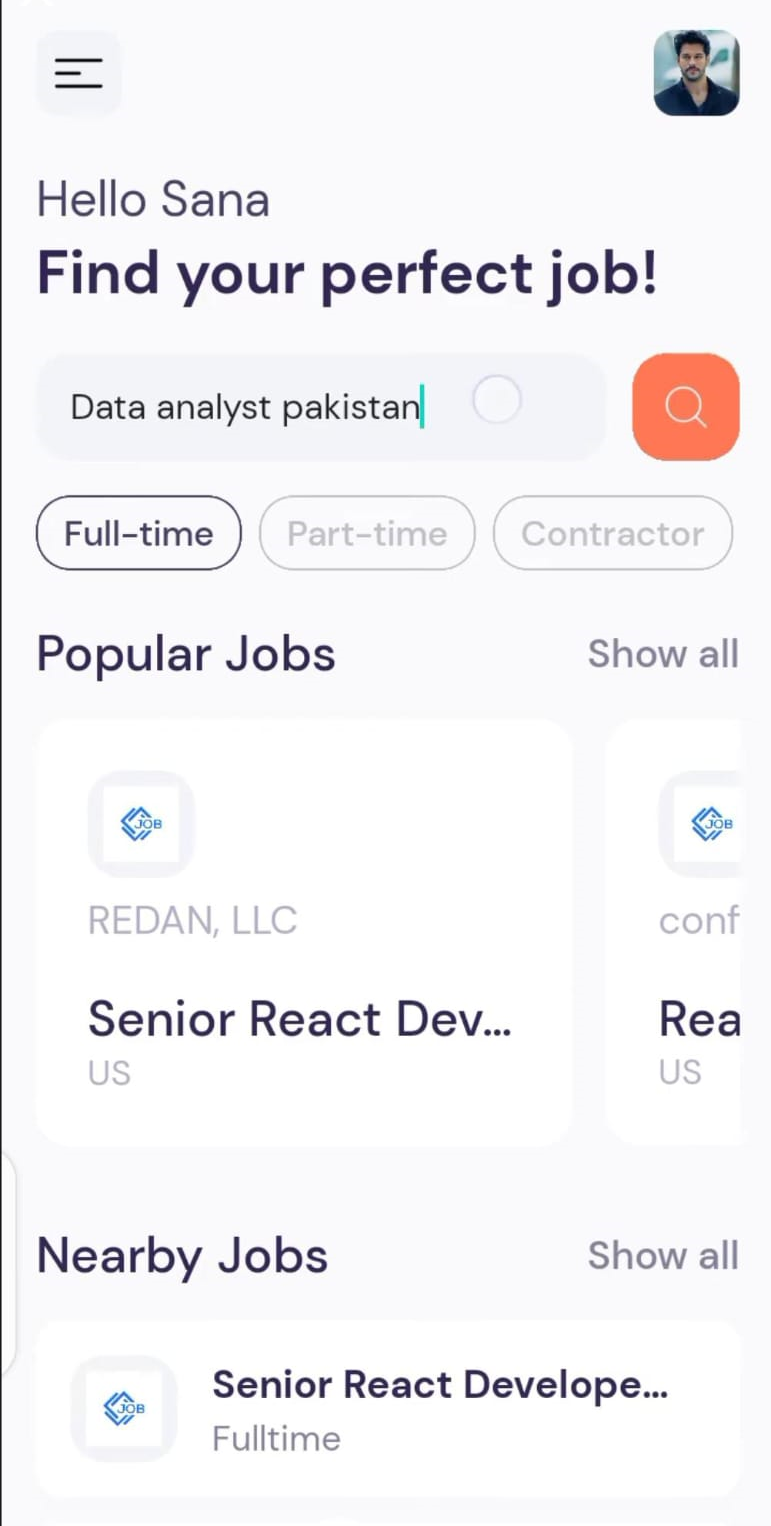 Hello Sana
Find your perfect job!
Data analyst pakistan
Full-time Part-time Contractor
Popular Jobs Show all
JOB JOB
REDAN, LLC conf
Senior React Dev... Rea
US US
Nearby Jobs Show all
JOB
Senior React Develope...
Fulltime